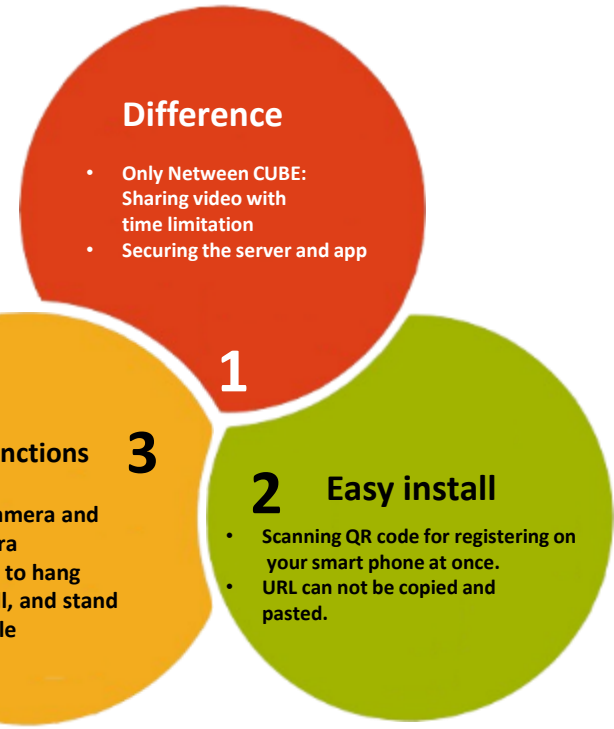 Difference
• Only Netween CUBE:
Sharing video with
time limitation
• Securing the server and app
1
2
Easy install
• Scanning QR code for registering on
your smart phone at once.
• URL can not be copied and
pasted.
3
nctions
mera and
ra
to hang
l, and stand
le